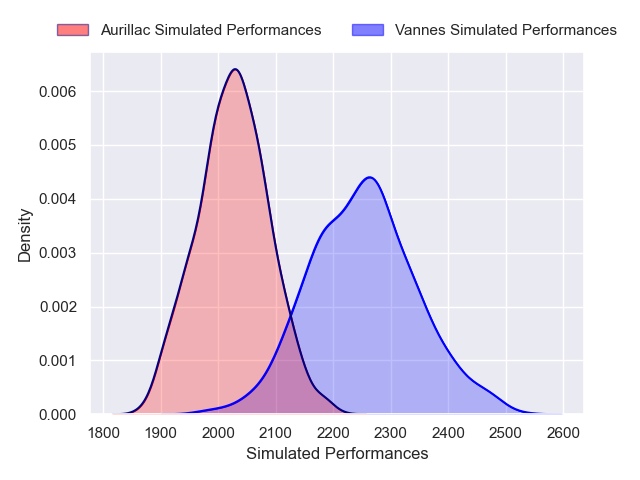 Aurillac Simulated Performances Vannes Simulated Performances
0.006
0.005
0.004
0.003
0.002
0.001
0.000
Density
1800 1900 2000 2100 2200 2300 2400 2500 2600
Simulated Performances